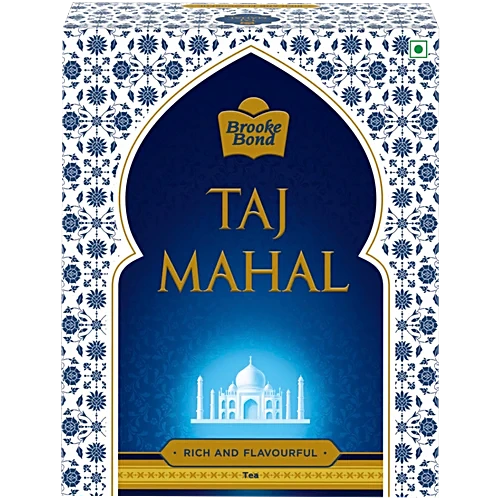 Brooke
Bond
TAJ
MAHAL
• RICH AND FLAVOURFUL •
Tea